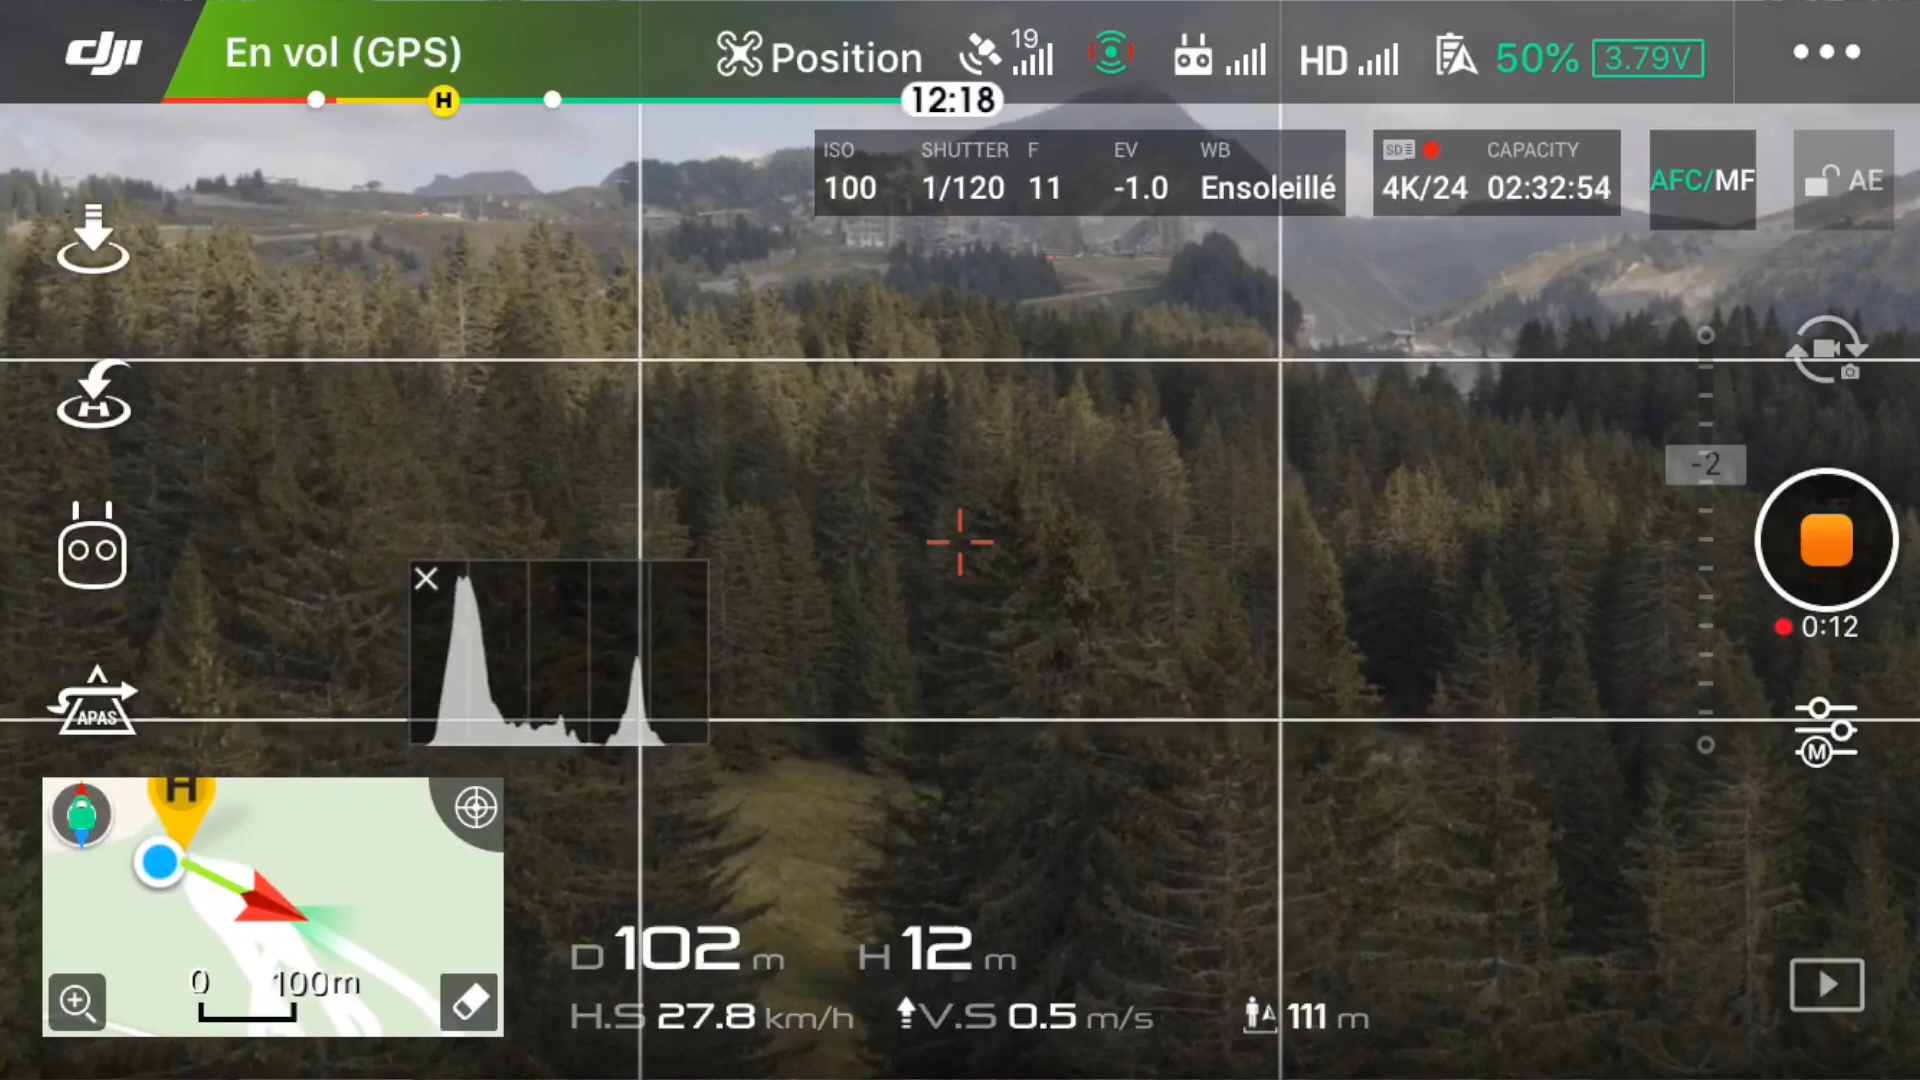 dji En vol (GPS) Position 19 HD 50% 3.79V
H 12:18
ISO SHUTTER F EV WB
100 1/120 11 -1.0 Ensoleillé
SD CAPACITY
4K/24 02:32:54
AFC/MF
AE
H
-2
0:12
APAS
M
H
0 100m
D 102 m H 12 m
H.S 27.8 km/h V.S 0.5 m/s 111 m